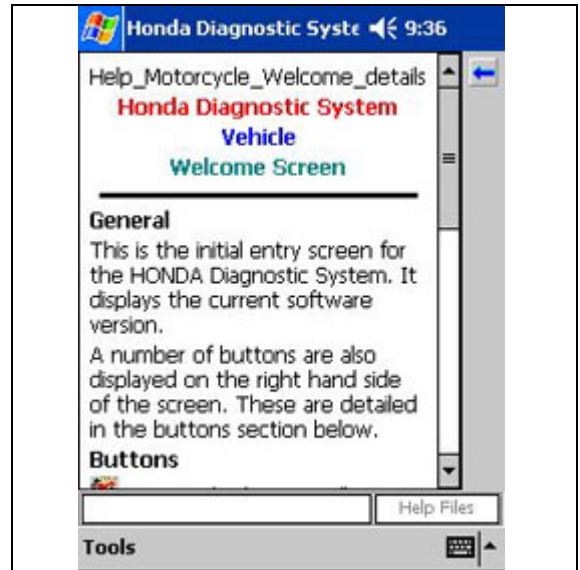 Honda Diagnostic Syste 9:36
Help_Motorcycle_Welcome_details
Honda Diagnostic System
Vehicle
Welcome Screen
General
This is the initial entry screen for
the HONDA Diagnostic System. It
displays the current software
version.
A number of buttons are also
displayed on the right hand side
of the screen. These are detailed
in the buttons section below.
Buttons
Help Files
Tools